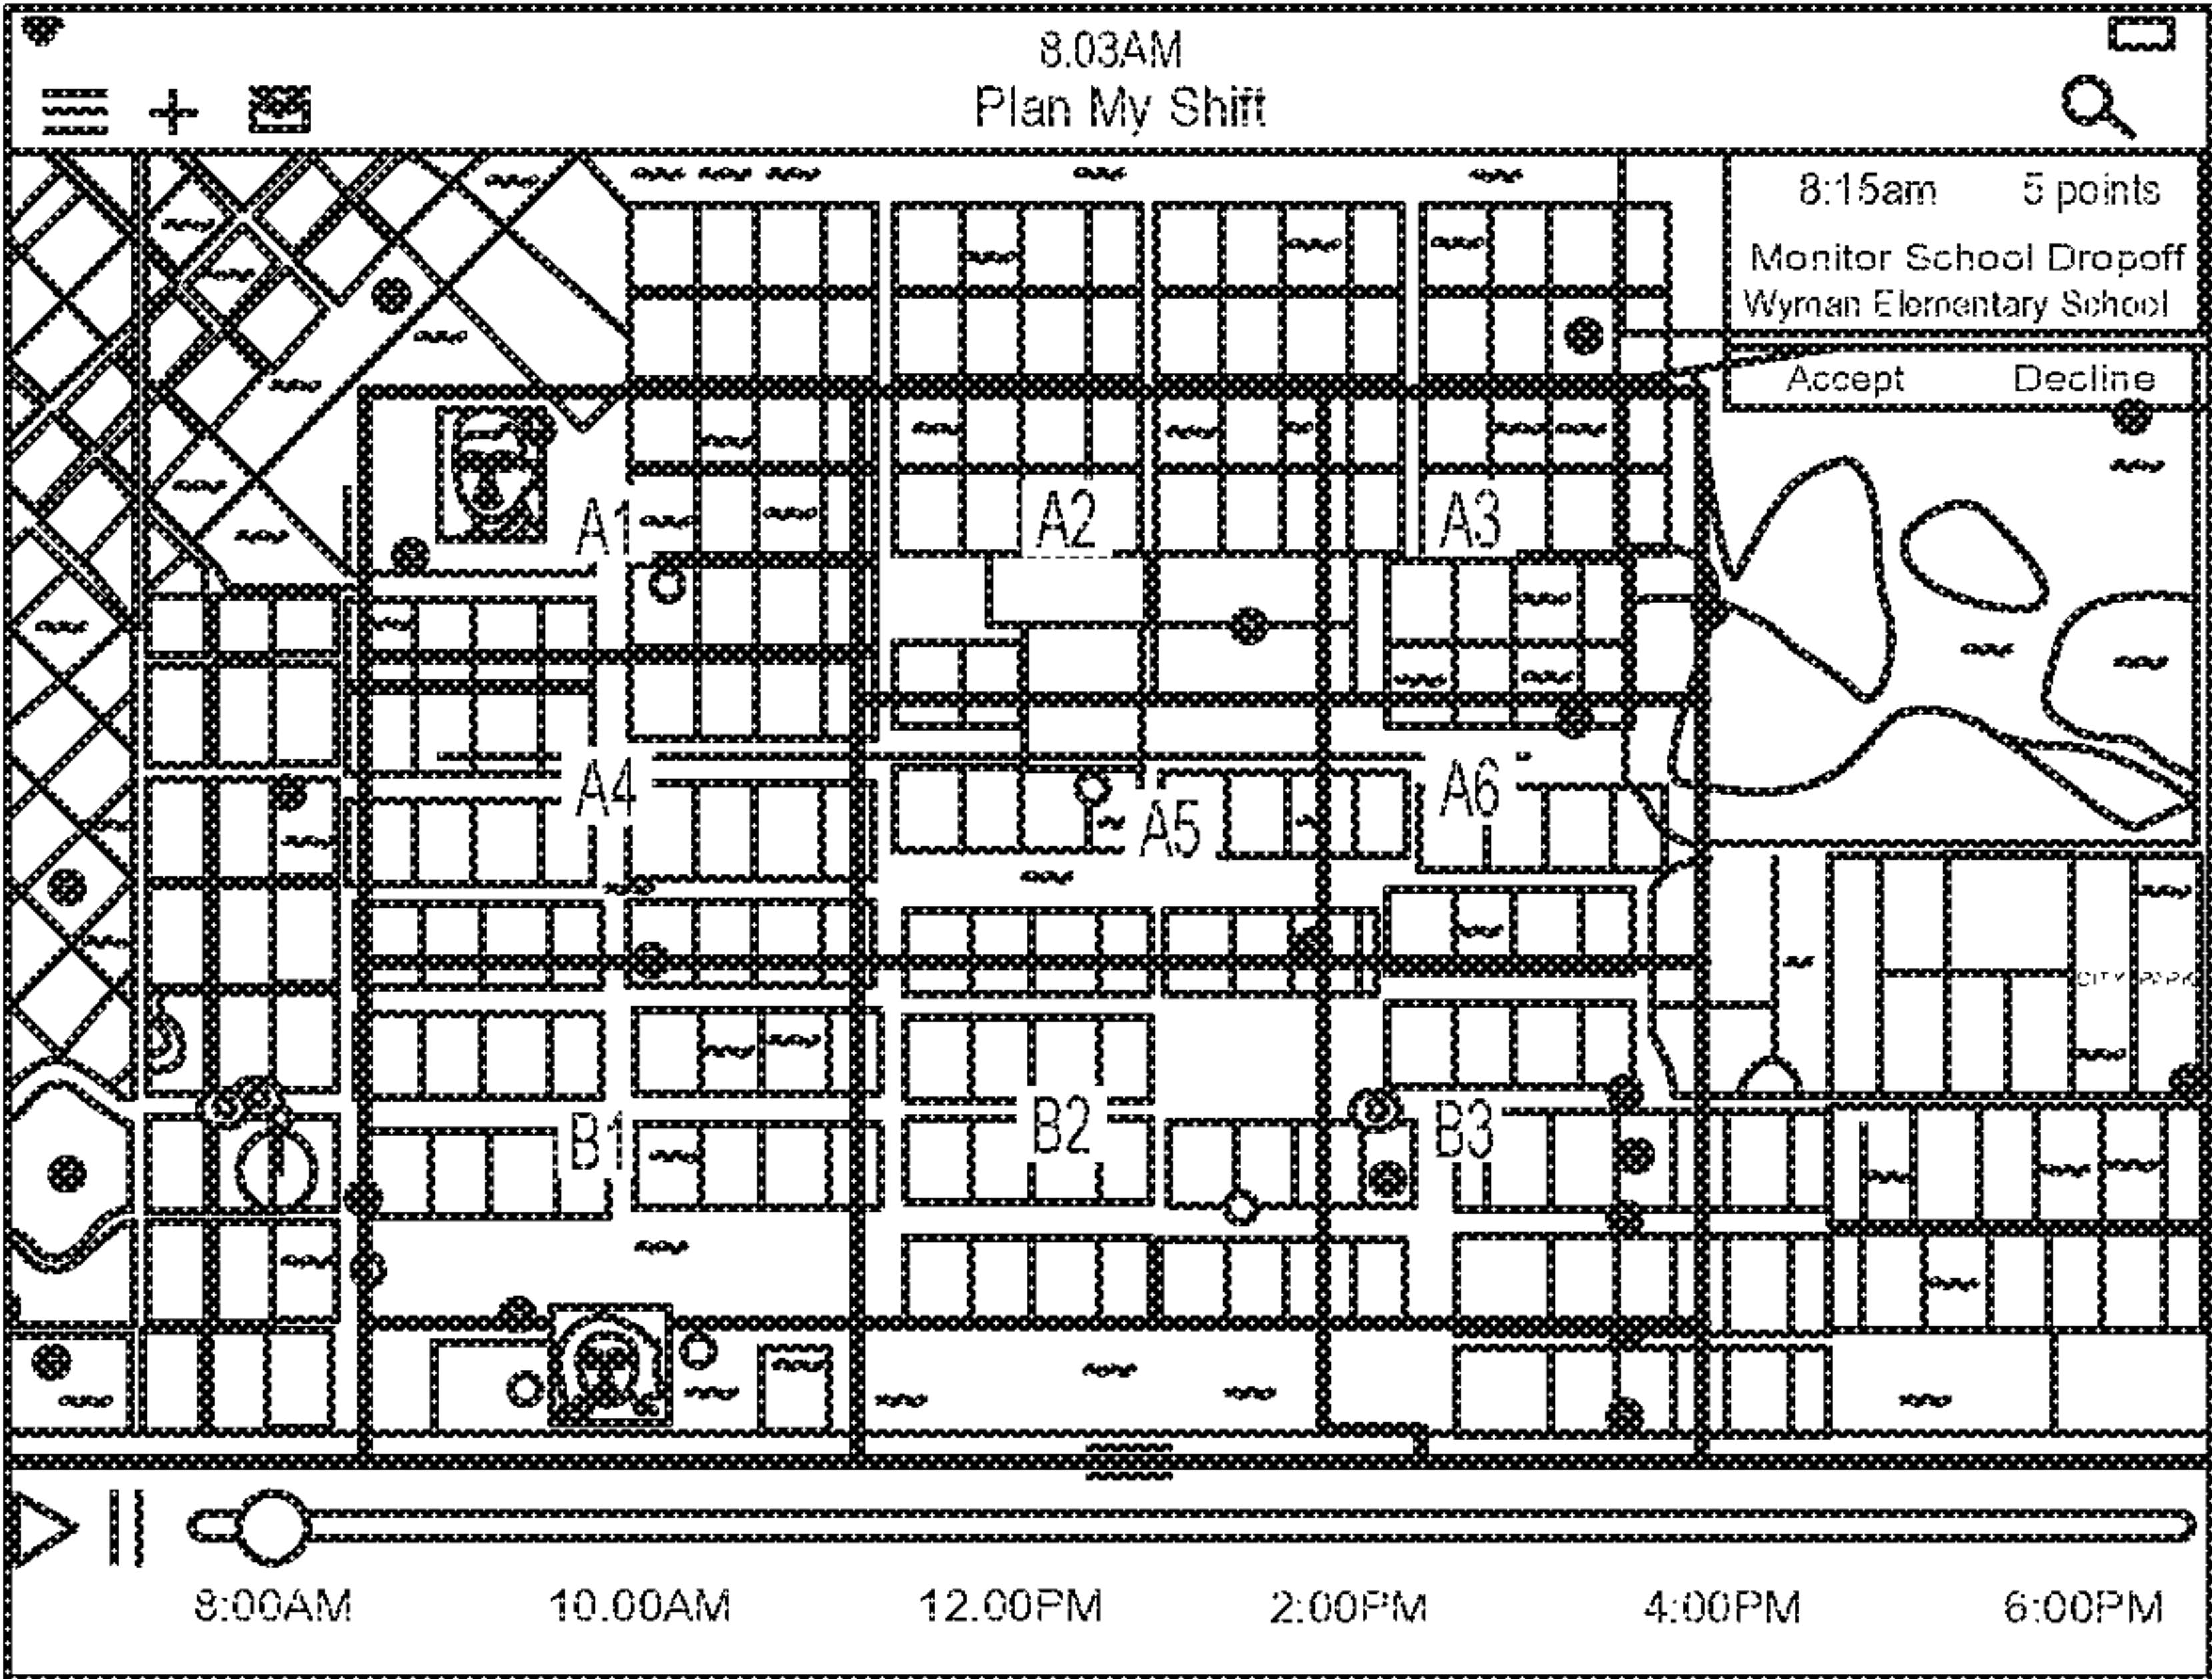 8.03AM
Plan My Shift
8:15am 5 points
Monitor School Dropoff
Wyman Elementary School
Accept Decline
A1 A2 A3
A4 A5 A6
CITY PARK
B1 B2 B3
8:00AM 10.00AM 12.00PM 2:00PM 4:00PM 6:00PM